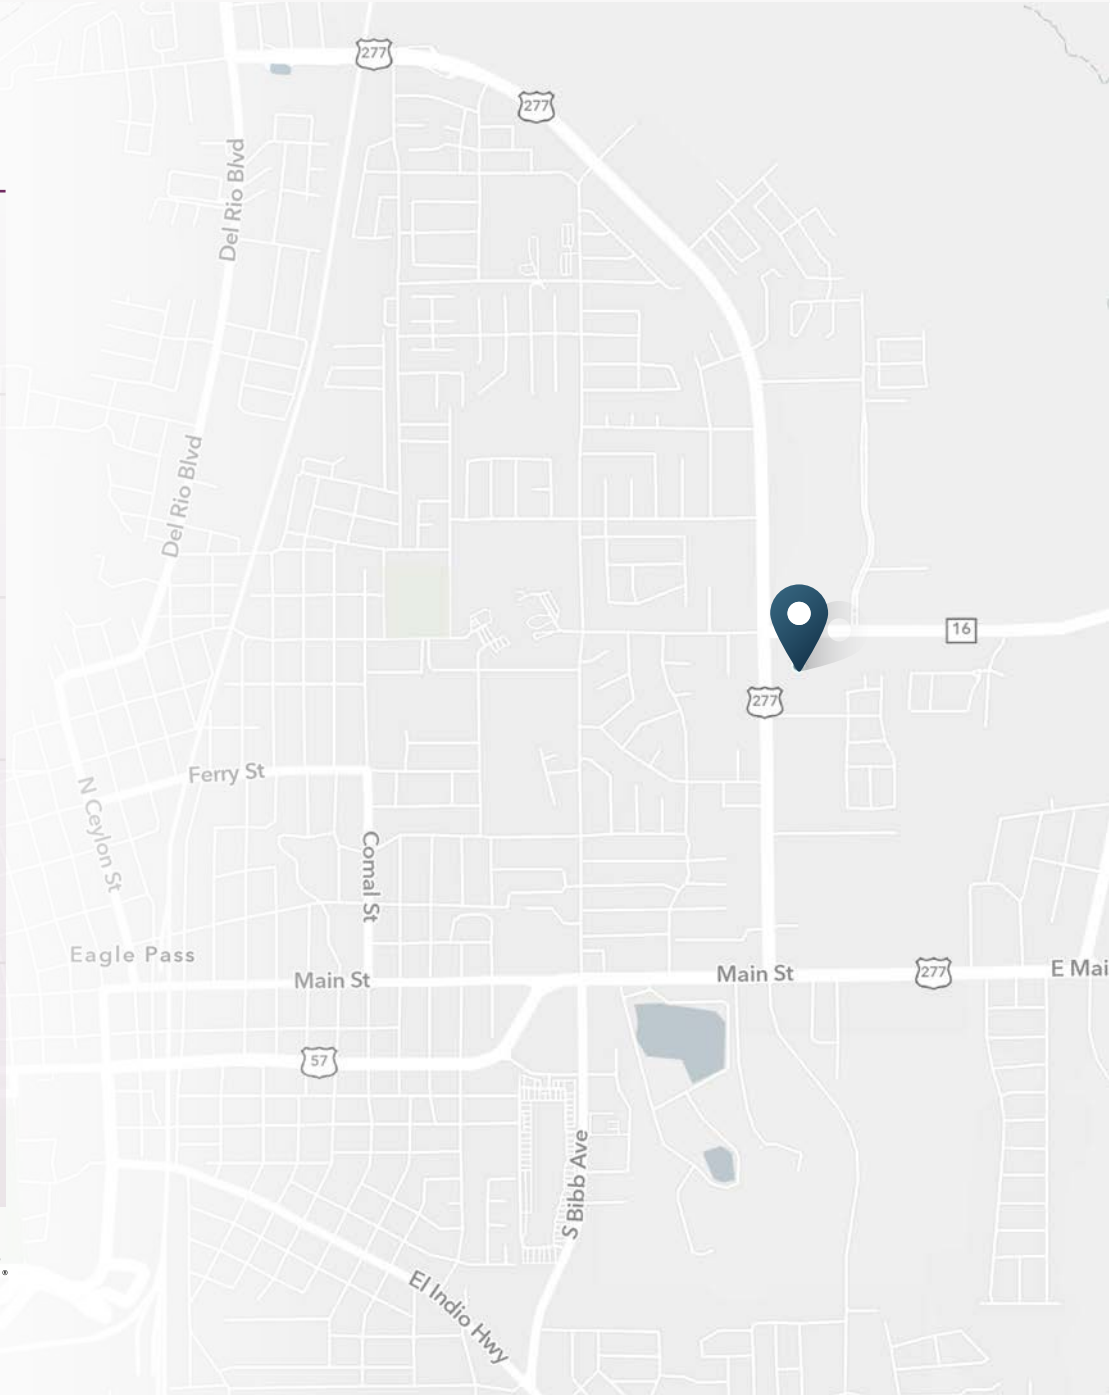 277
277
Del Rio Blvd
Del Rio Blvd
16
277
Ferry St
N Ceylon St
Comal St
Eagle Pass
Main St
Main St
277
E Mai
57
S Bibb Ave
El Indio Hwy
®